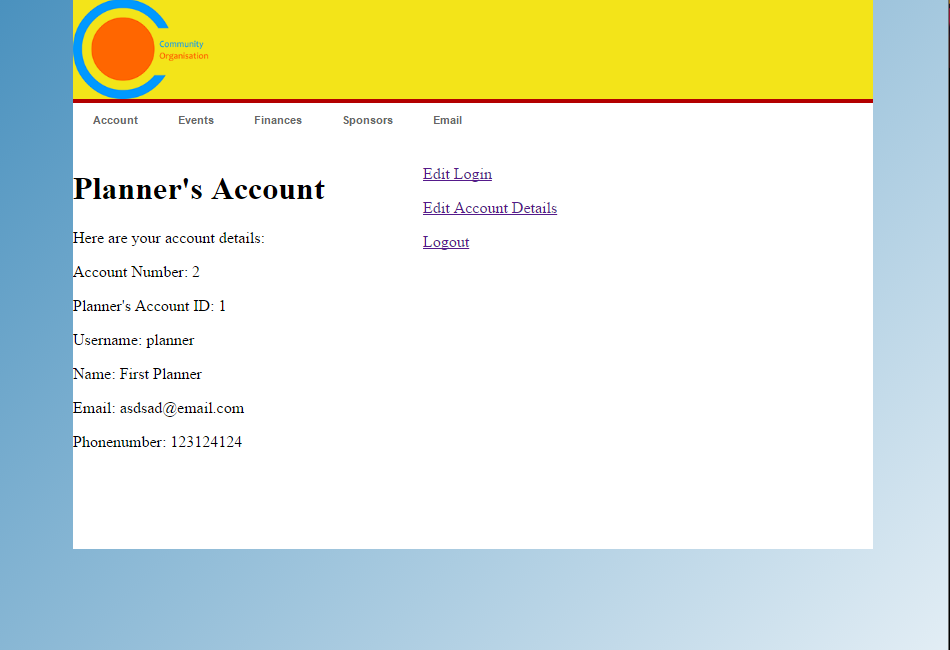 Community
Organisation
Account Events Finances Sponsors Email
Planner's Account
Here are your account details:
Account Number: 2
Planner's Account ID: 1
Username: planner
Name: First Planner
Email: asdsad@email.com
Phonenumber: 123124124
Edit Login
Edit Account Details
Logout